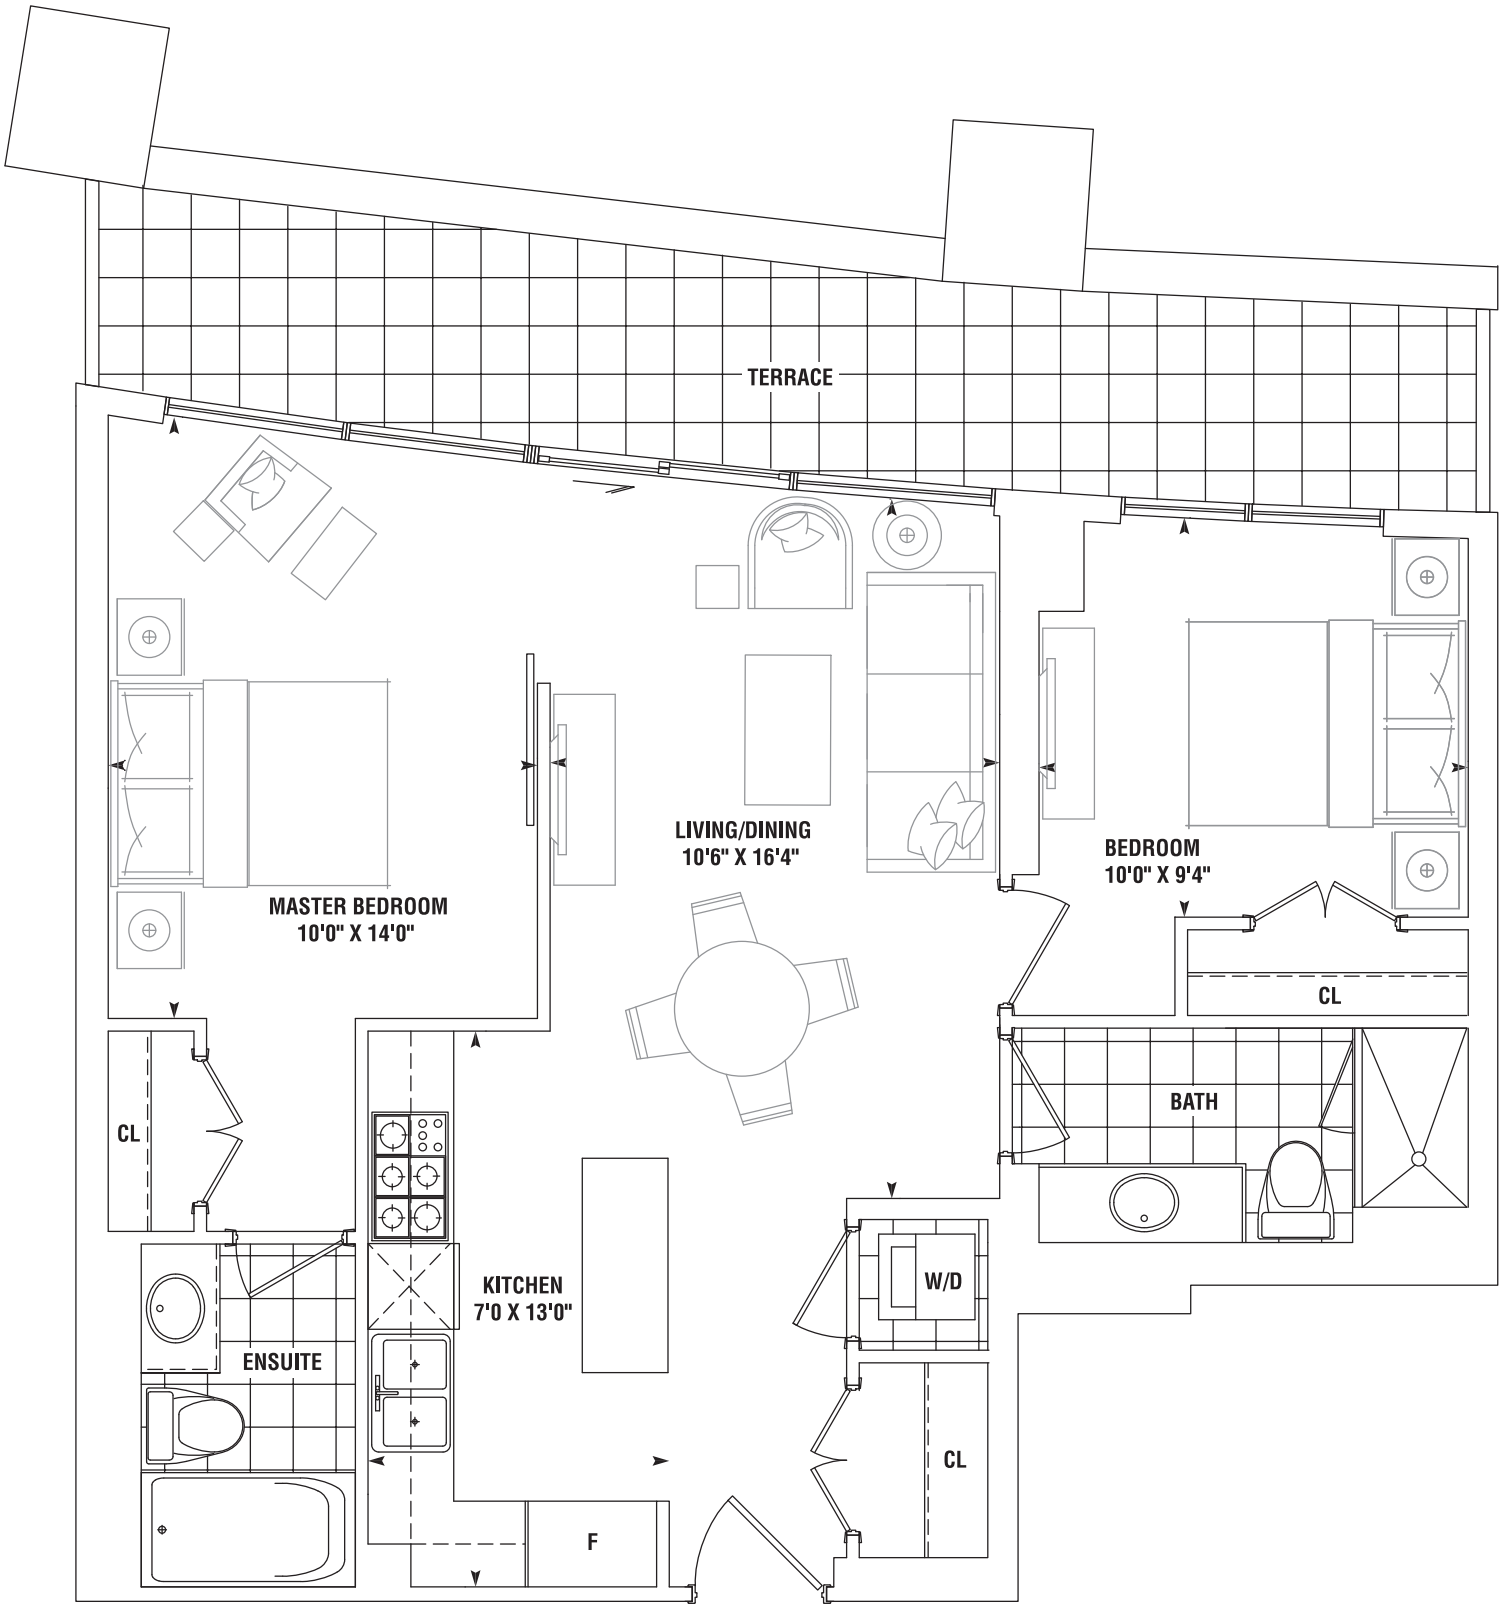 TERRACE
LIVING/DINING
10'6" X 16'4"
BEDROOM
10'0" X 9'4"
MASTER BEDROOM
10'0" X 14'0"
CL
CL
BATH
KITCHEN
7'0 X 13'0"
W/D
ENSUITE
CL
F